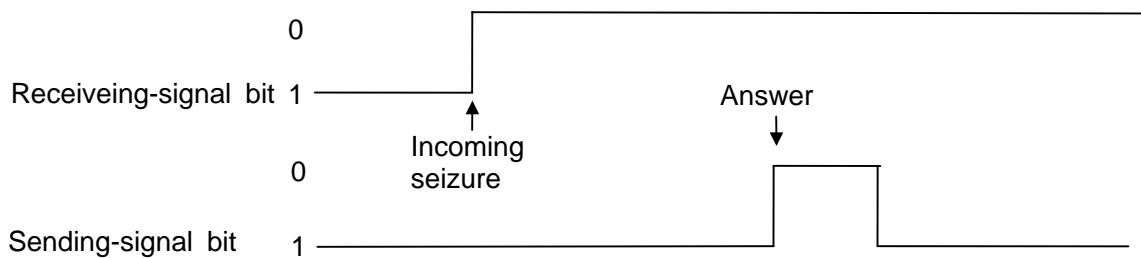 0
Receiveing-signal bit 1
Answer
Incoming
seizure
0
Sending-signal bit 1